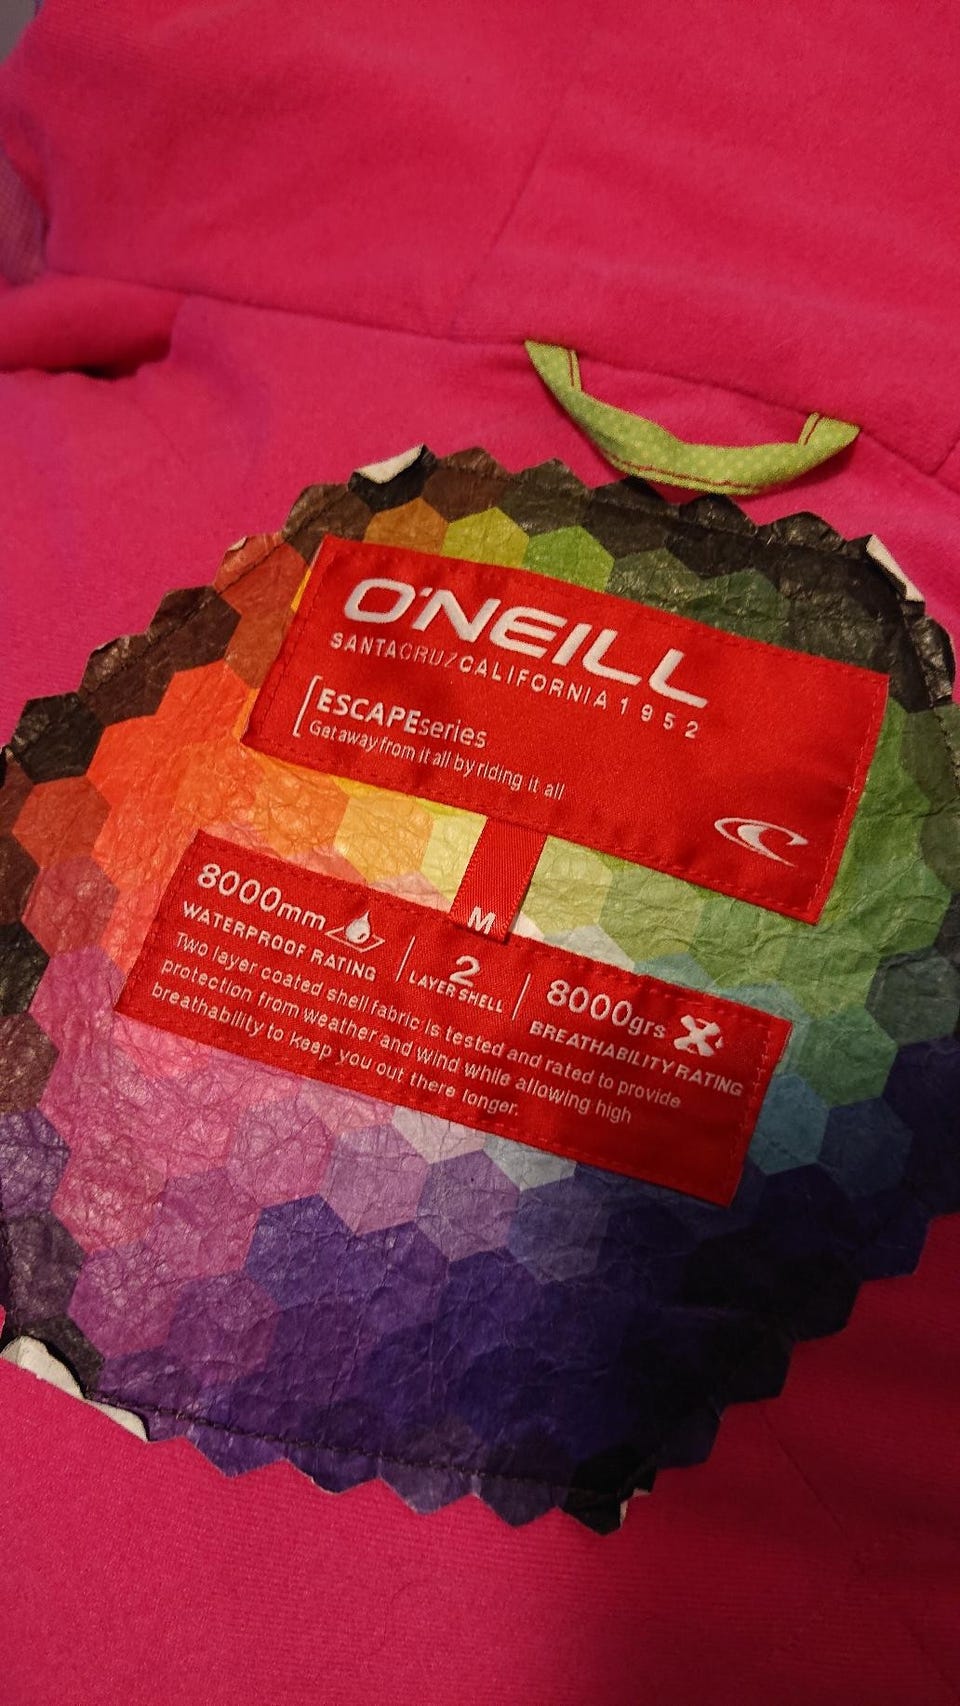 O'NEILL
SANTACRUZCALIFORNIA 1952
ESCAPEseries
Get away from it all by riding it all
M
8000mm
WATERPROOF RATING
2
LAYER SHELL
8000grs
BREATHABILITY RATING
Two layer coated shell fabric is tested and rated to provide
protection from weather and wind while allowing high
breathability to keep you out there longer.